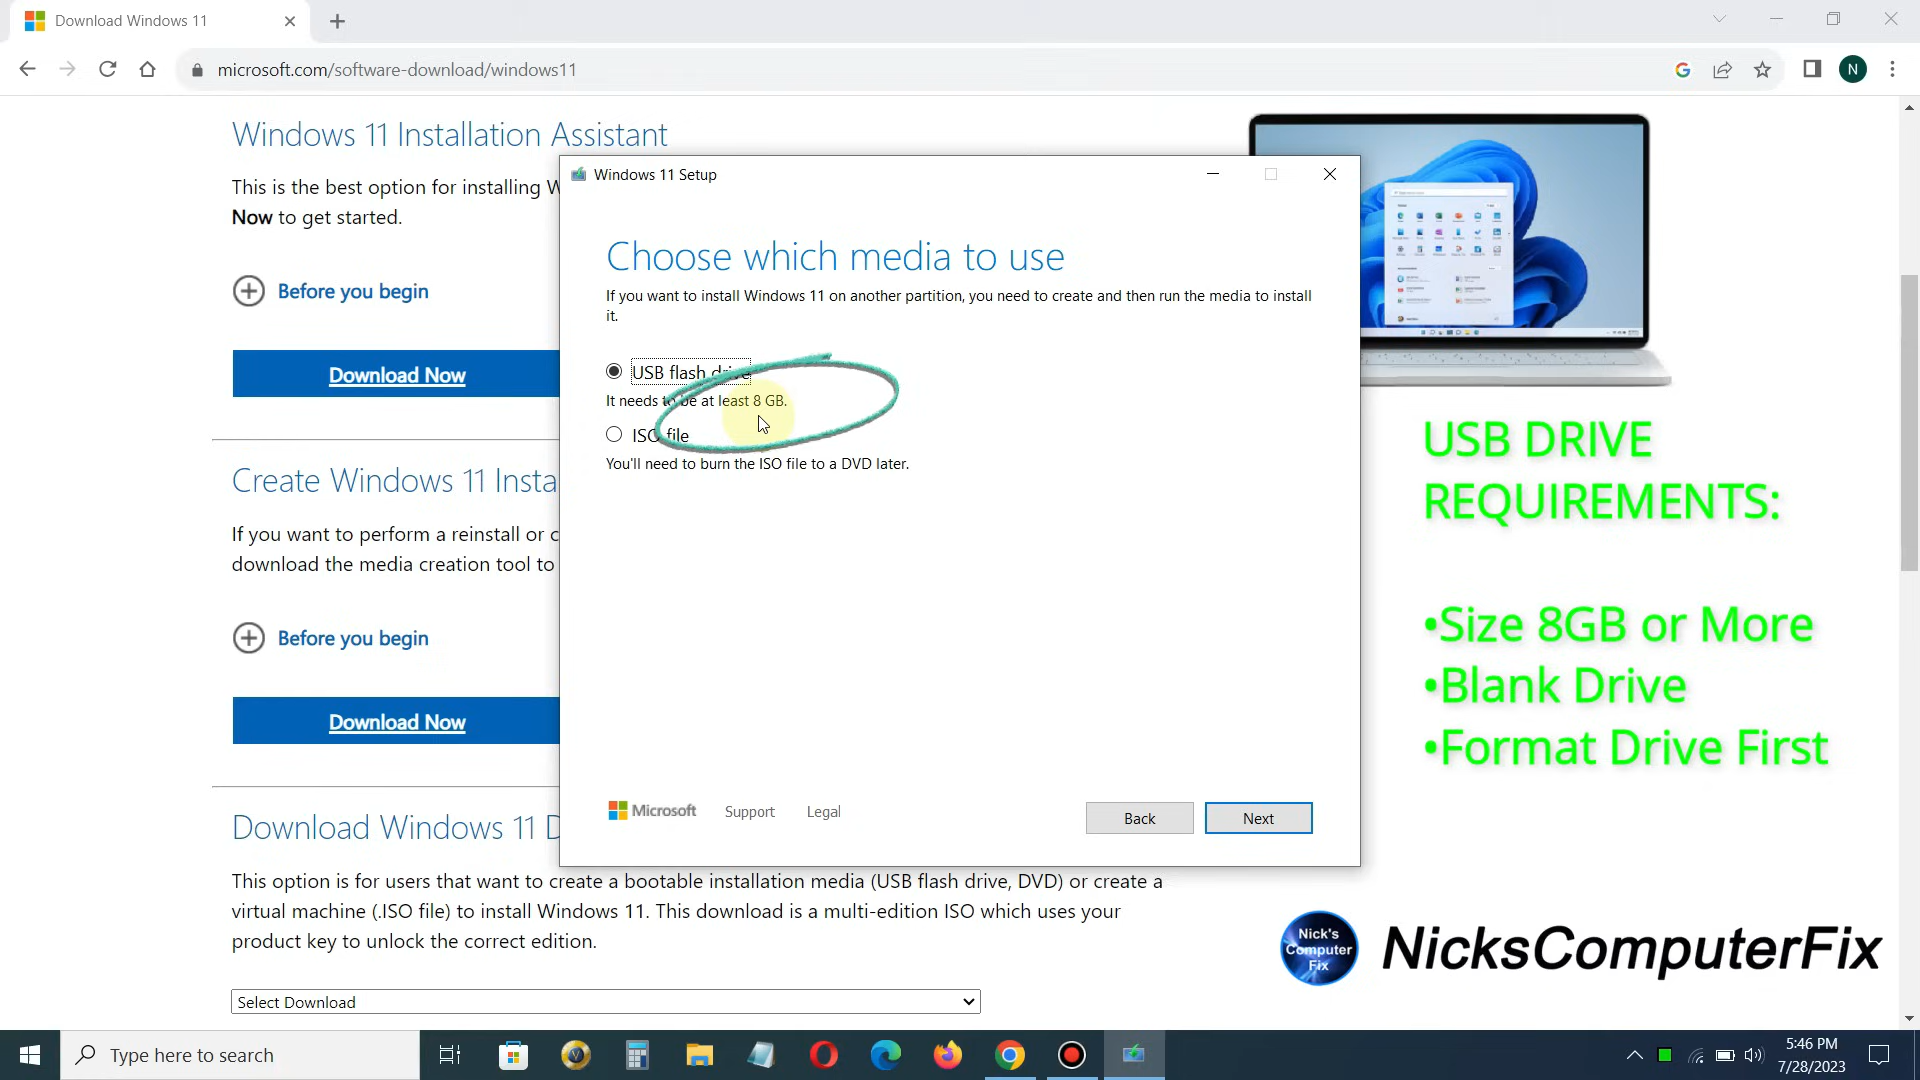 Download Windows 11
microsoft.com/software-download/windows11
N
Windows 11 Installation Assistant
This is the best option for installing W
Now to get started.
Before you begin
Download Now
Create Windows 11 Insta
If you want to perform a reinstall or c
download the media creation tool to
Before you begin
Download Now
Download Windows 11 D
This option is for users that want to create a bootable installation media (USB flash drive, DVD) or create a
virtual machine (.ISO file) to install Windows 11. This download is a multi-edition ISO which uses your
product key to unlock the correct edition.
Select Download
Windows 11 Setup
Choose which media to use
If you want to install Windows 11 on another partition, you need to create and then run the media to install
it.
USB flash drive
It needs to be at least 8 GB.
ISO file
You'll need to burn the ISO file to a DVD later.
Microsoft
Support
Legal
Back
Next
USB DRIVE
REQUIREMENTS:
•Size 8GB or More
•Blank Drive
•Format Drive First
Nick's
Computer
Fix
NicksComputerFix
Type here to search
5:46 PM
7/28/2023